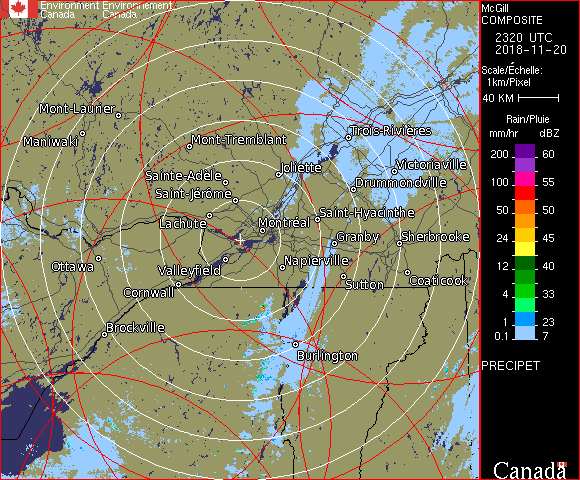 Environment Environnement
Canada Canada
McGill
COMPOSITE
2320 UTC
2018-11-20
Scale/Échelle:
1km/Pixel
40 KM
Rain/Pluie
mm/hr dBZ
200 60
100 55
50 50
24 45
12 40
4 33
1 23
0.1 7
PRECIPET
Mont-Laurier
Maniwaki
Mont-Tremblant
Trois-Rivières
Sainte-Adèle
Joliette
Victoriaville
Saint-Jérôme
Drummondville
Lachute
Montréal
Saint-Hyacinthe
Granby
Sherbrooke
Ottawa
Valleyfield
Napierville
Cornwall
Sutton
Coaticook
Brockville
Burlington
Canada